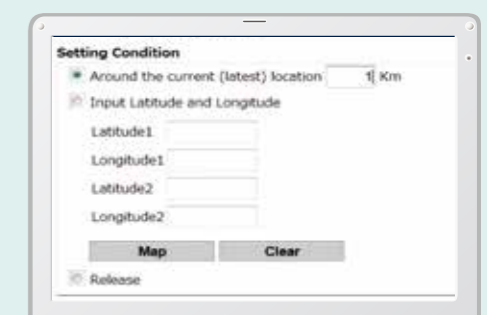 Setting Condition
Around the current (latest) location 1 Km
Input Latitude and Longitude
Latitude1
Longitude1
Latitude2
Longitude2
Map Clear
Release